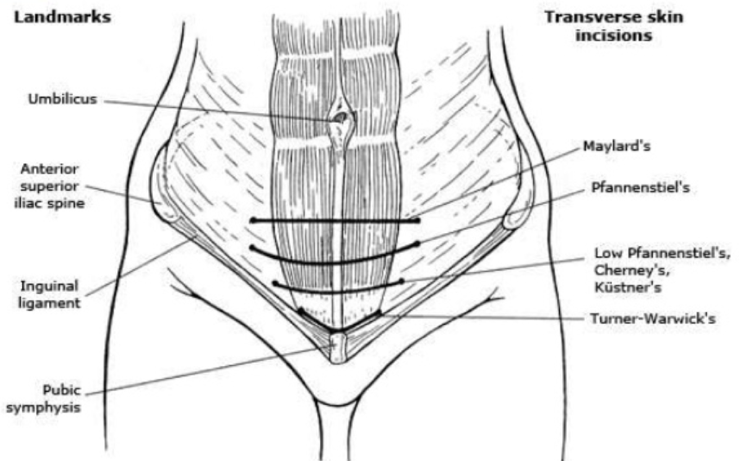 Landmarks
Umbilicus
Anterior
superior
iliac spine
Inguinal
ligament
Pubic
symphysis
Transverse skin
incisions
Maylard's
Pfannenstiel's
Low Pfannenstiel's,
Cherney's,
Küstner's
Turner-Warwick's